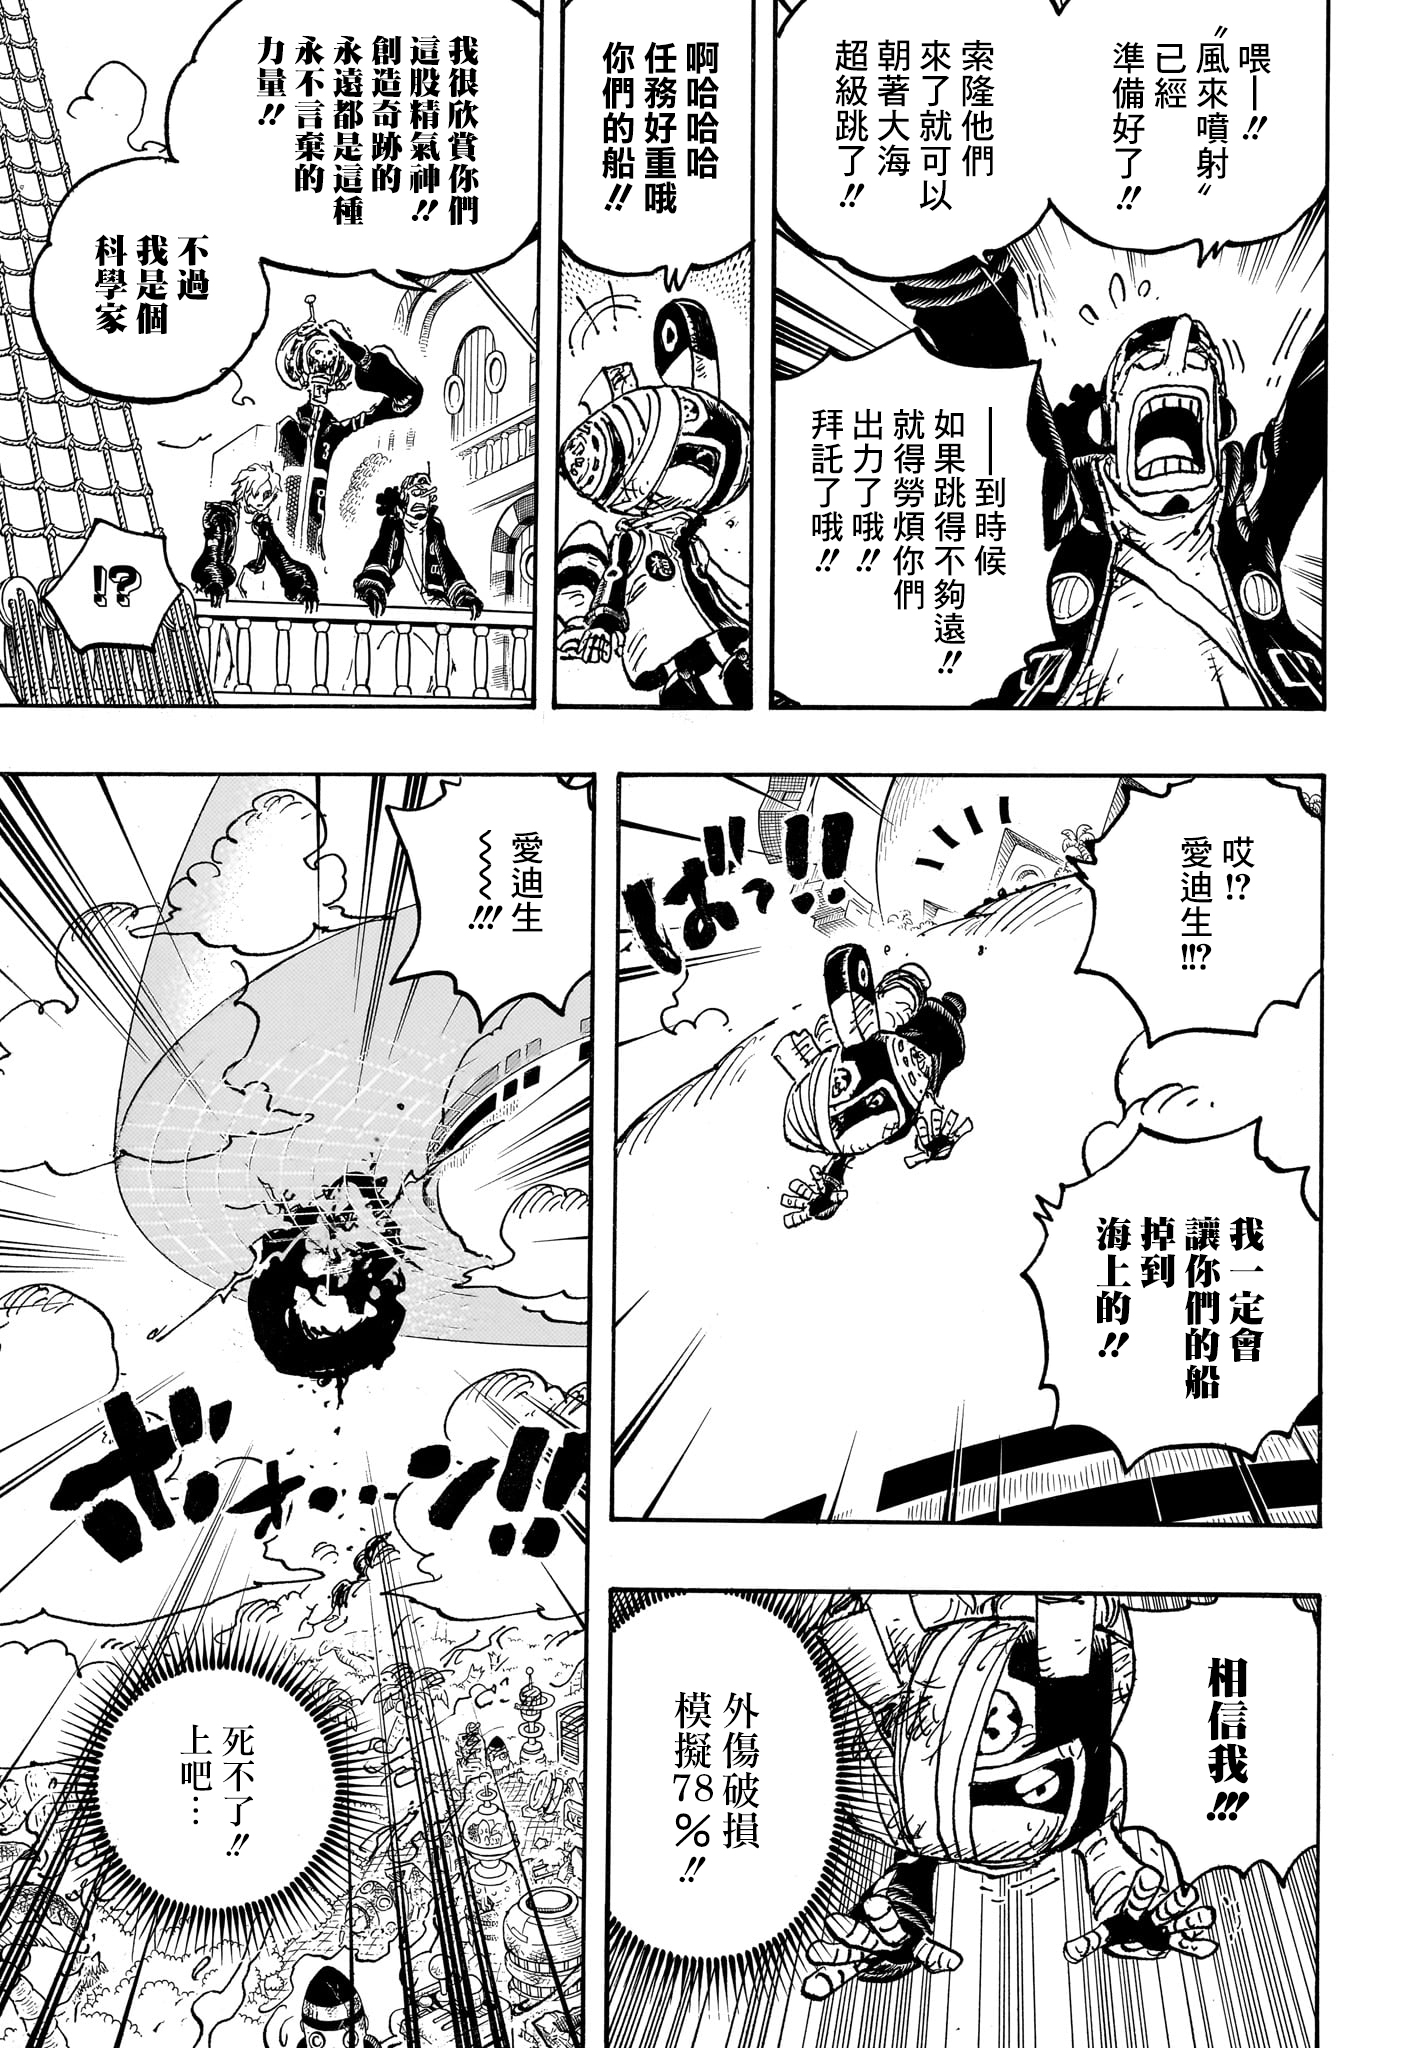 喂—!!
〝風來噴射〞
已經
準備好了!!
索隆他們
來了就可以
朝著大海
超級跳了!!
——到時候
如果跳得不夠遠!!
就得勞煩你們
出力了哦!!
拜託了哦!!
啊哈哈哈
任務好重哦
你們的船!!
我很欣賞你們
這股精氣神!!
創造奇跡的
永遠都是這種
永不言棄的
力量!!
不過
我是個
科學家
!?
哎!?
愛迪生!!?
ばっ!!
我一定會
讓你們的船
掉到
海上的!!
愛迪生
~~!!!
ボォ…ン!!
相信我!!!
外傷破損
模擬78%!!
死不了!!
上吧……